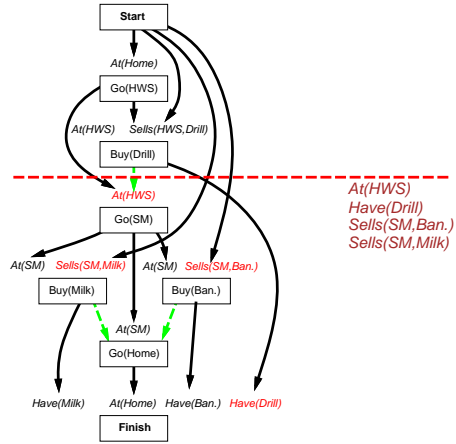 Start
At(Home)
Go(HWS)
At(HWS) Sells(HWS,Drill)
Buy(Drill)
At(HWS)
At(HWS)
Have(Drill)
Sells(SM,Ban.)
Sells(SM,Milk)
Go(SM)
At(SM) Sells(SM,Milk) At(SM) Sells(SM,Ban.)
Buy(Milk) Buy(Ban.)
At(SM)
Go(Home)
Have(Milk) At(Home) Have(Ban.) Have(Drill)
Finish